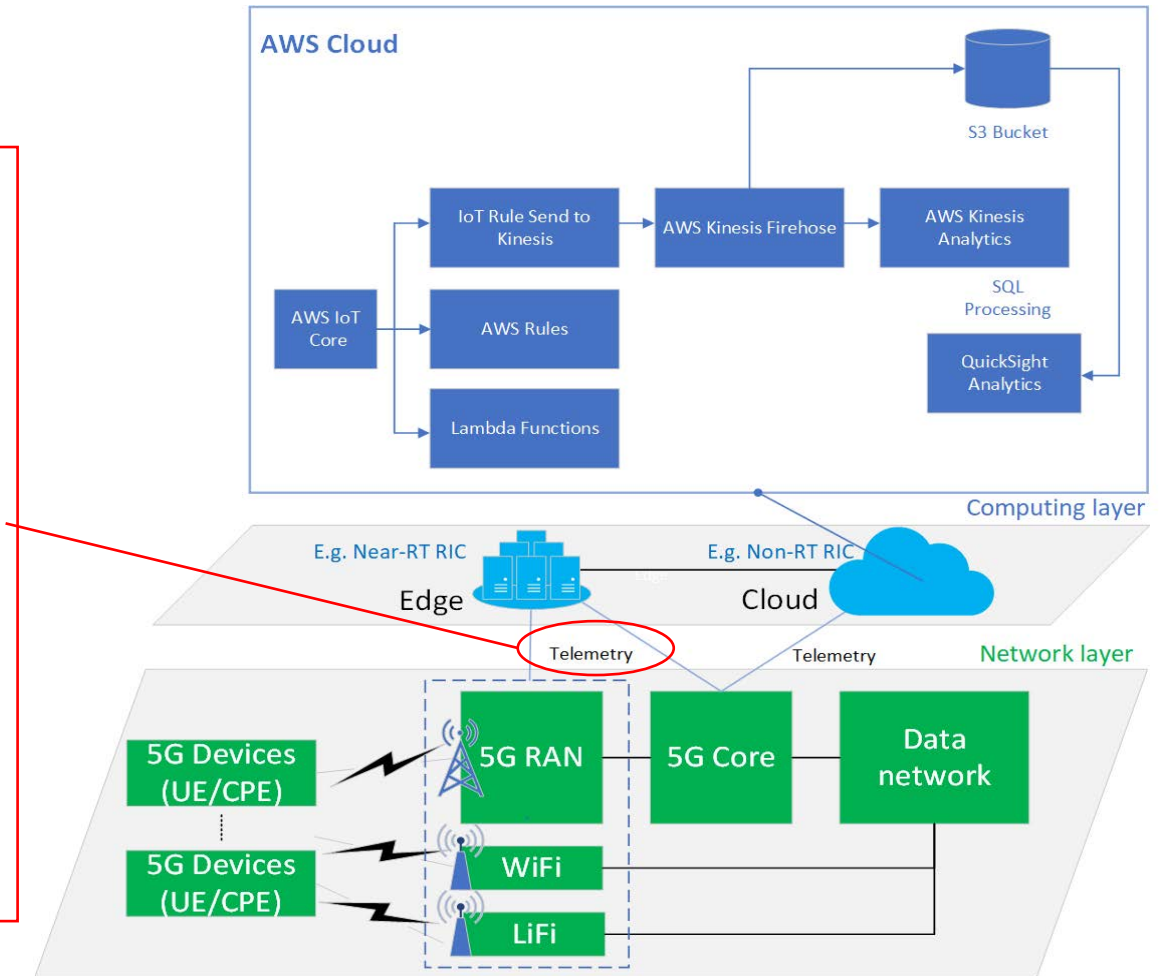 AWS Cloud
S3 Bucket
IoT Rule Send to
Kinesis
AWS Kinesis Firehose
AWS Kinesis
Analytics
SQL
Processing
AWS IoT
Core
AWS Rules
QuickSight
Analytics
Lambda Functions
Computing layer
E.g. Near-RT RIC
E.g. Non-RT RIC
Edge
Edge
Cloud
Telemetry
Telemetry
Network layer
5G Devices
(UE/CPE)
5G RAN
5G Core
Data
network
5G Devices
(UE/CPE)
WiFi
LiFi